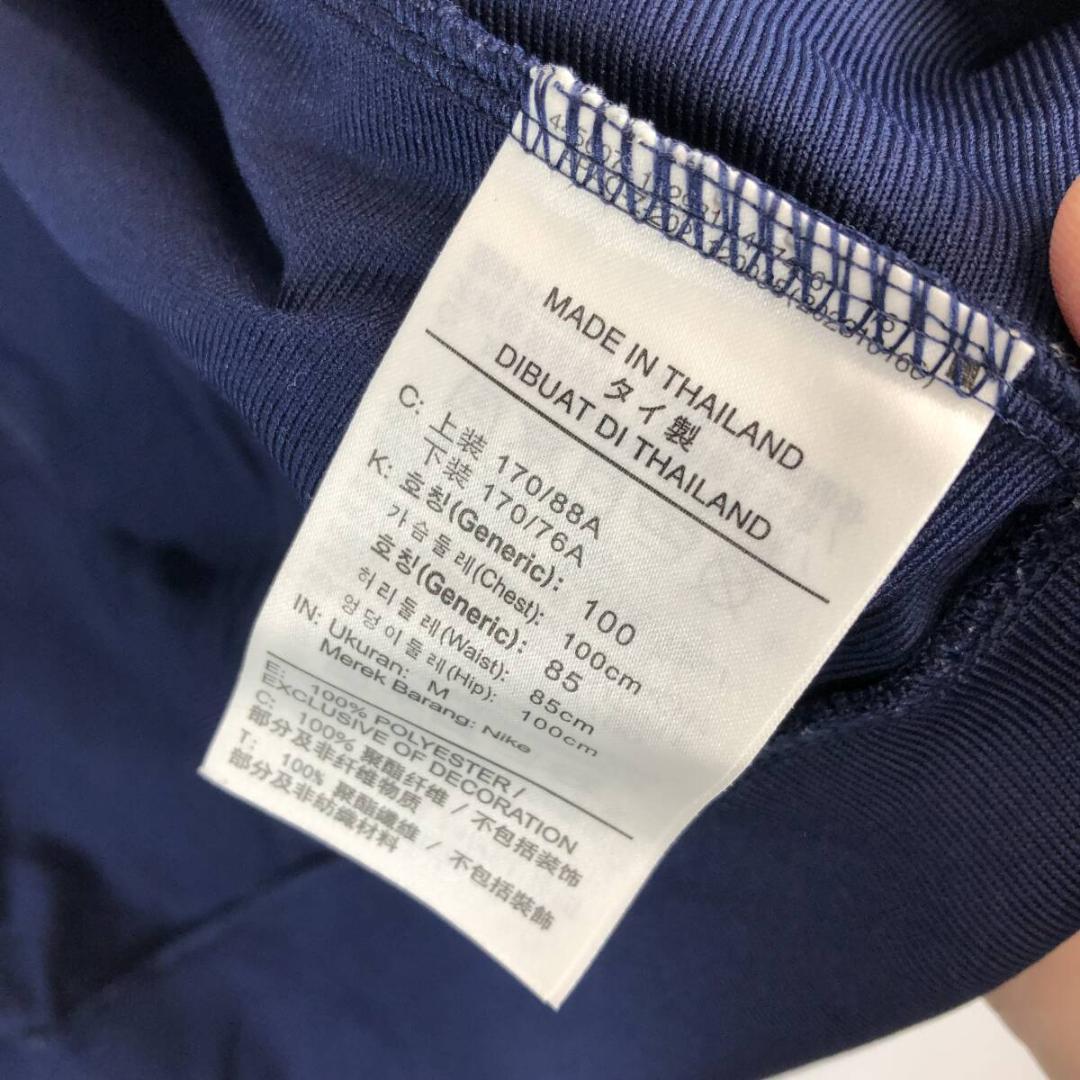 MADE IN THAILAND
タイ製
DIBUAT DI THAILAND
C: 上装 170/88A
下装 170/76A
K: 호칭(Generic): 100
가슴둘레(Chest): 100cm
호칭(Generic): 85
허리둘레(Waist): 85cm
엉덩이둘레(Hip): 100cm
IN: Ukuran: M
Merek Barang: Nike
E: 100% POLYESTER /
EXCLUSIVE OF DECORATION
C: 100% 聚酯纤维 / 不包括装饰
部分及非纤维物质
T: 100% 聚酯纖維 / 不包括裝飾
部分及非紡織材料